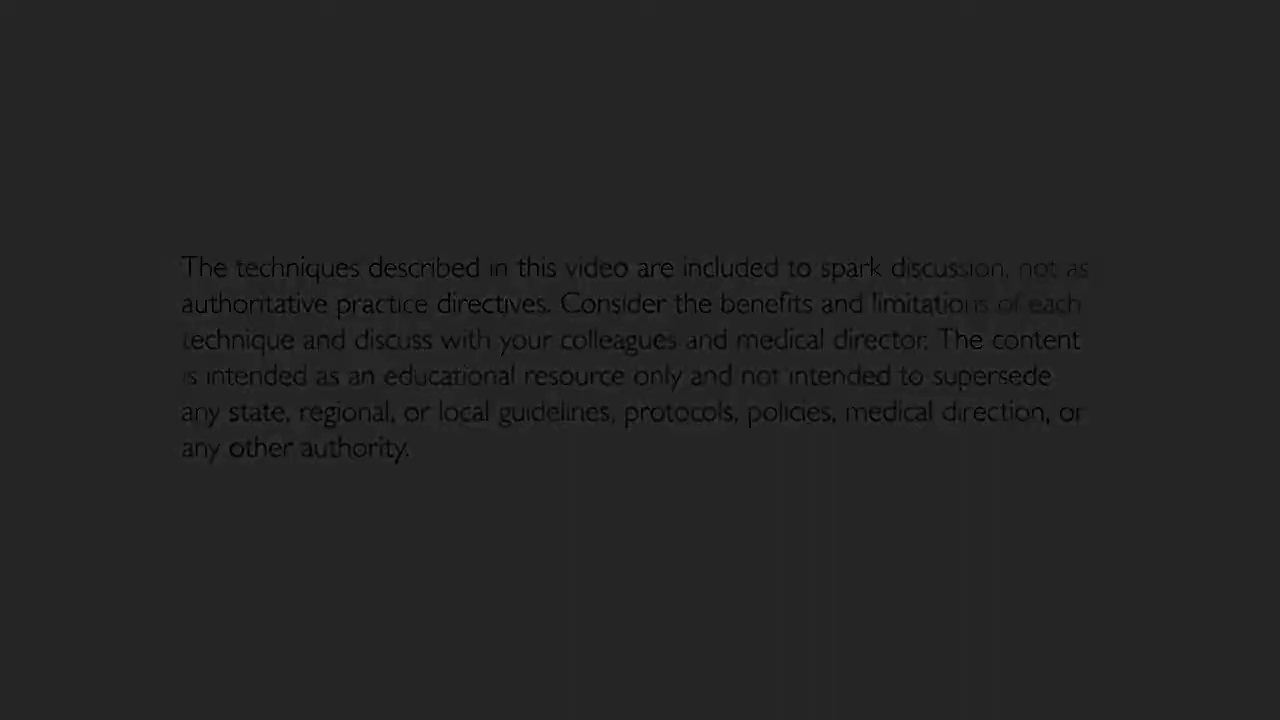 The techniques described in this video are included to spark discussion, not as
authoritative practice directives. Consider the benefits and limitations of each
technique and discuss with your colleagues and medical director. The content
is intended as an educational resource only and not intended to supersede
any state, regional, or local guidelines, protocols, policies, medical direction, or
any other authority.